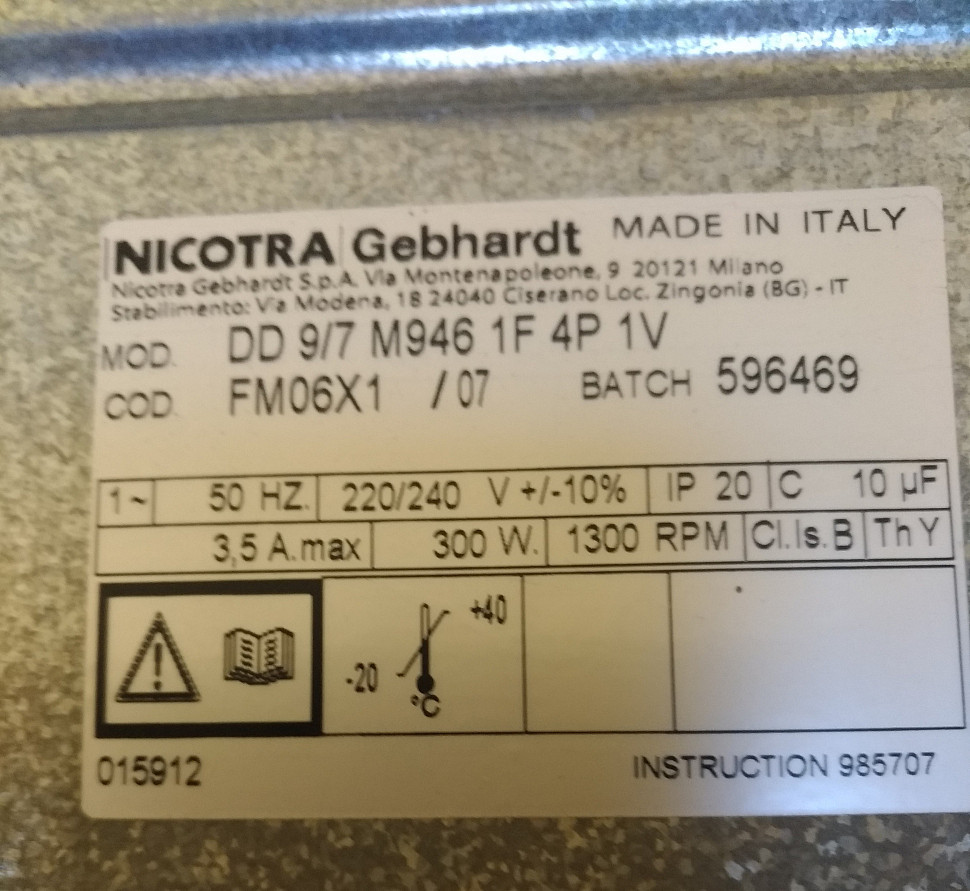 NICOTRA Gebhardt MADE IN ITALY
Nicotra Gebhardt S.p.A. Via Montenapoleone, 9 20121 Milano
Stabilimento: Via Modena, 18 24040 Ciserano Loc. Zingonia (BG) - IT
MOD. DD 9/7 M946 1F 4P 1V
COD. FM06X1 / 07 BATCH 596469
1~ 50 HZ. 220/240 V +/-10% IP 20 C 10 µF
3,5 A.max 300 W. 1300 RPM Cl.Is.B Th Y
+40
-20
°C
015912 INSTRUCTION 985707